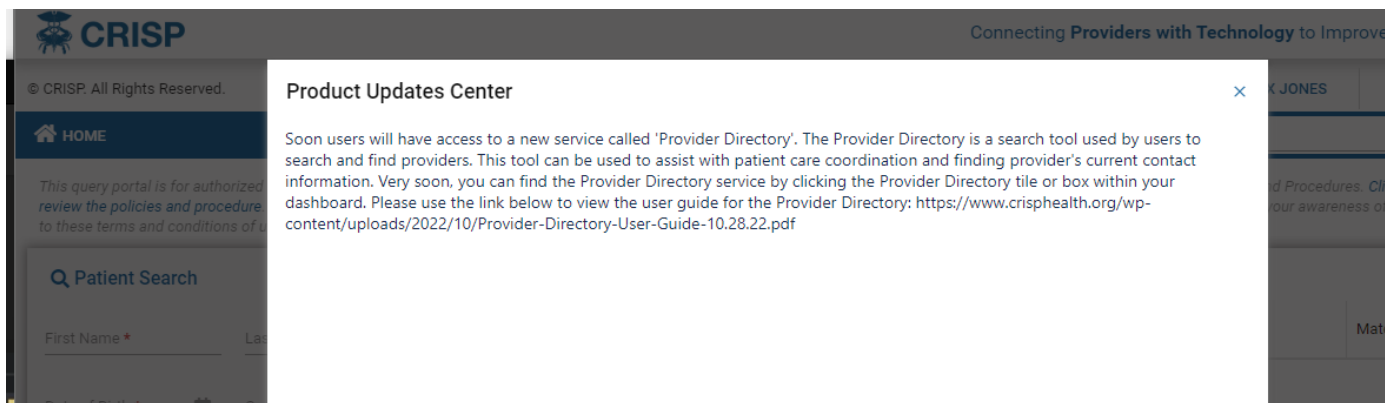 CRISP
Connecting Providers with Technology to Improve
© CRISP. All Rights Reserved.
Product Updates Center
×
JONES
HOME
Soon users will have access to a new service called 'Provider Directory'. The Provider Directory is a search tool used by users to
search and find providers. This tool can be used to assist with patient care coordination and finding provider's current contact
information. Very soon, you can find the Provider Directory service by clicking the Provider Directory tile or box within your
dashboard. Please use the link below to view the user guide for the Provider Directory: https://www.crisphealth.org/wp-
content/uploads/2022/10/Provider-Directory-User-Guide-10.28.22.pdf
This query portal is for authorized
review the policies and procedure
to these terms and conditions of
Procedures.
your awareness
Patient Search
First Name *